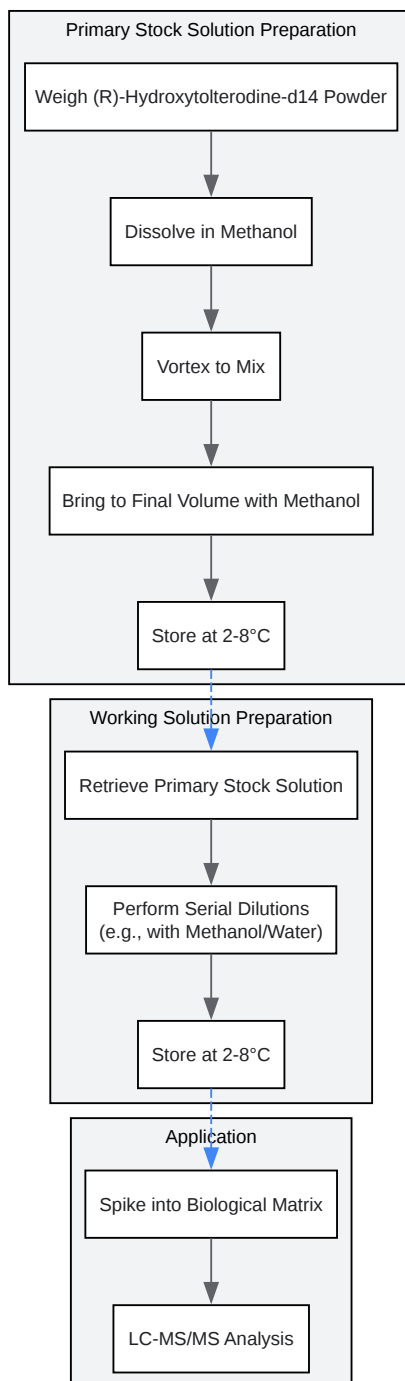 Primary Stock Solution Preparation
Weigh (R)-Hydroxytolterodine-d14 Powder
Dissolve in Methanol
Vortex to Mix
Bring to Final Volume with Methanol
Store at 2-8°C
Working Solution Preparation
Retrieve Primary Stock Solution
Perform Serial Dilutions
(e.g., with Methanol/Water)
Store at 2-8°C
Application
Spike into Biological Matrix
LC-MS/MS Analysis